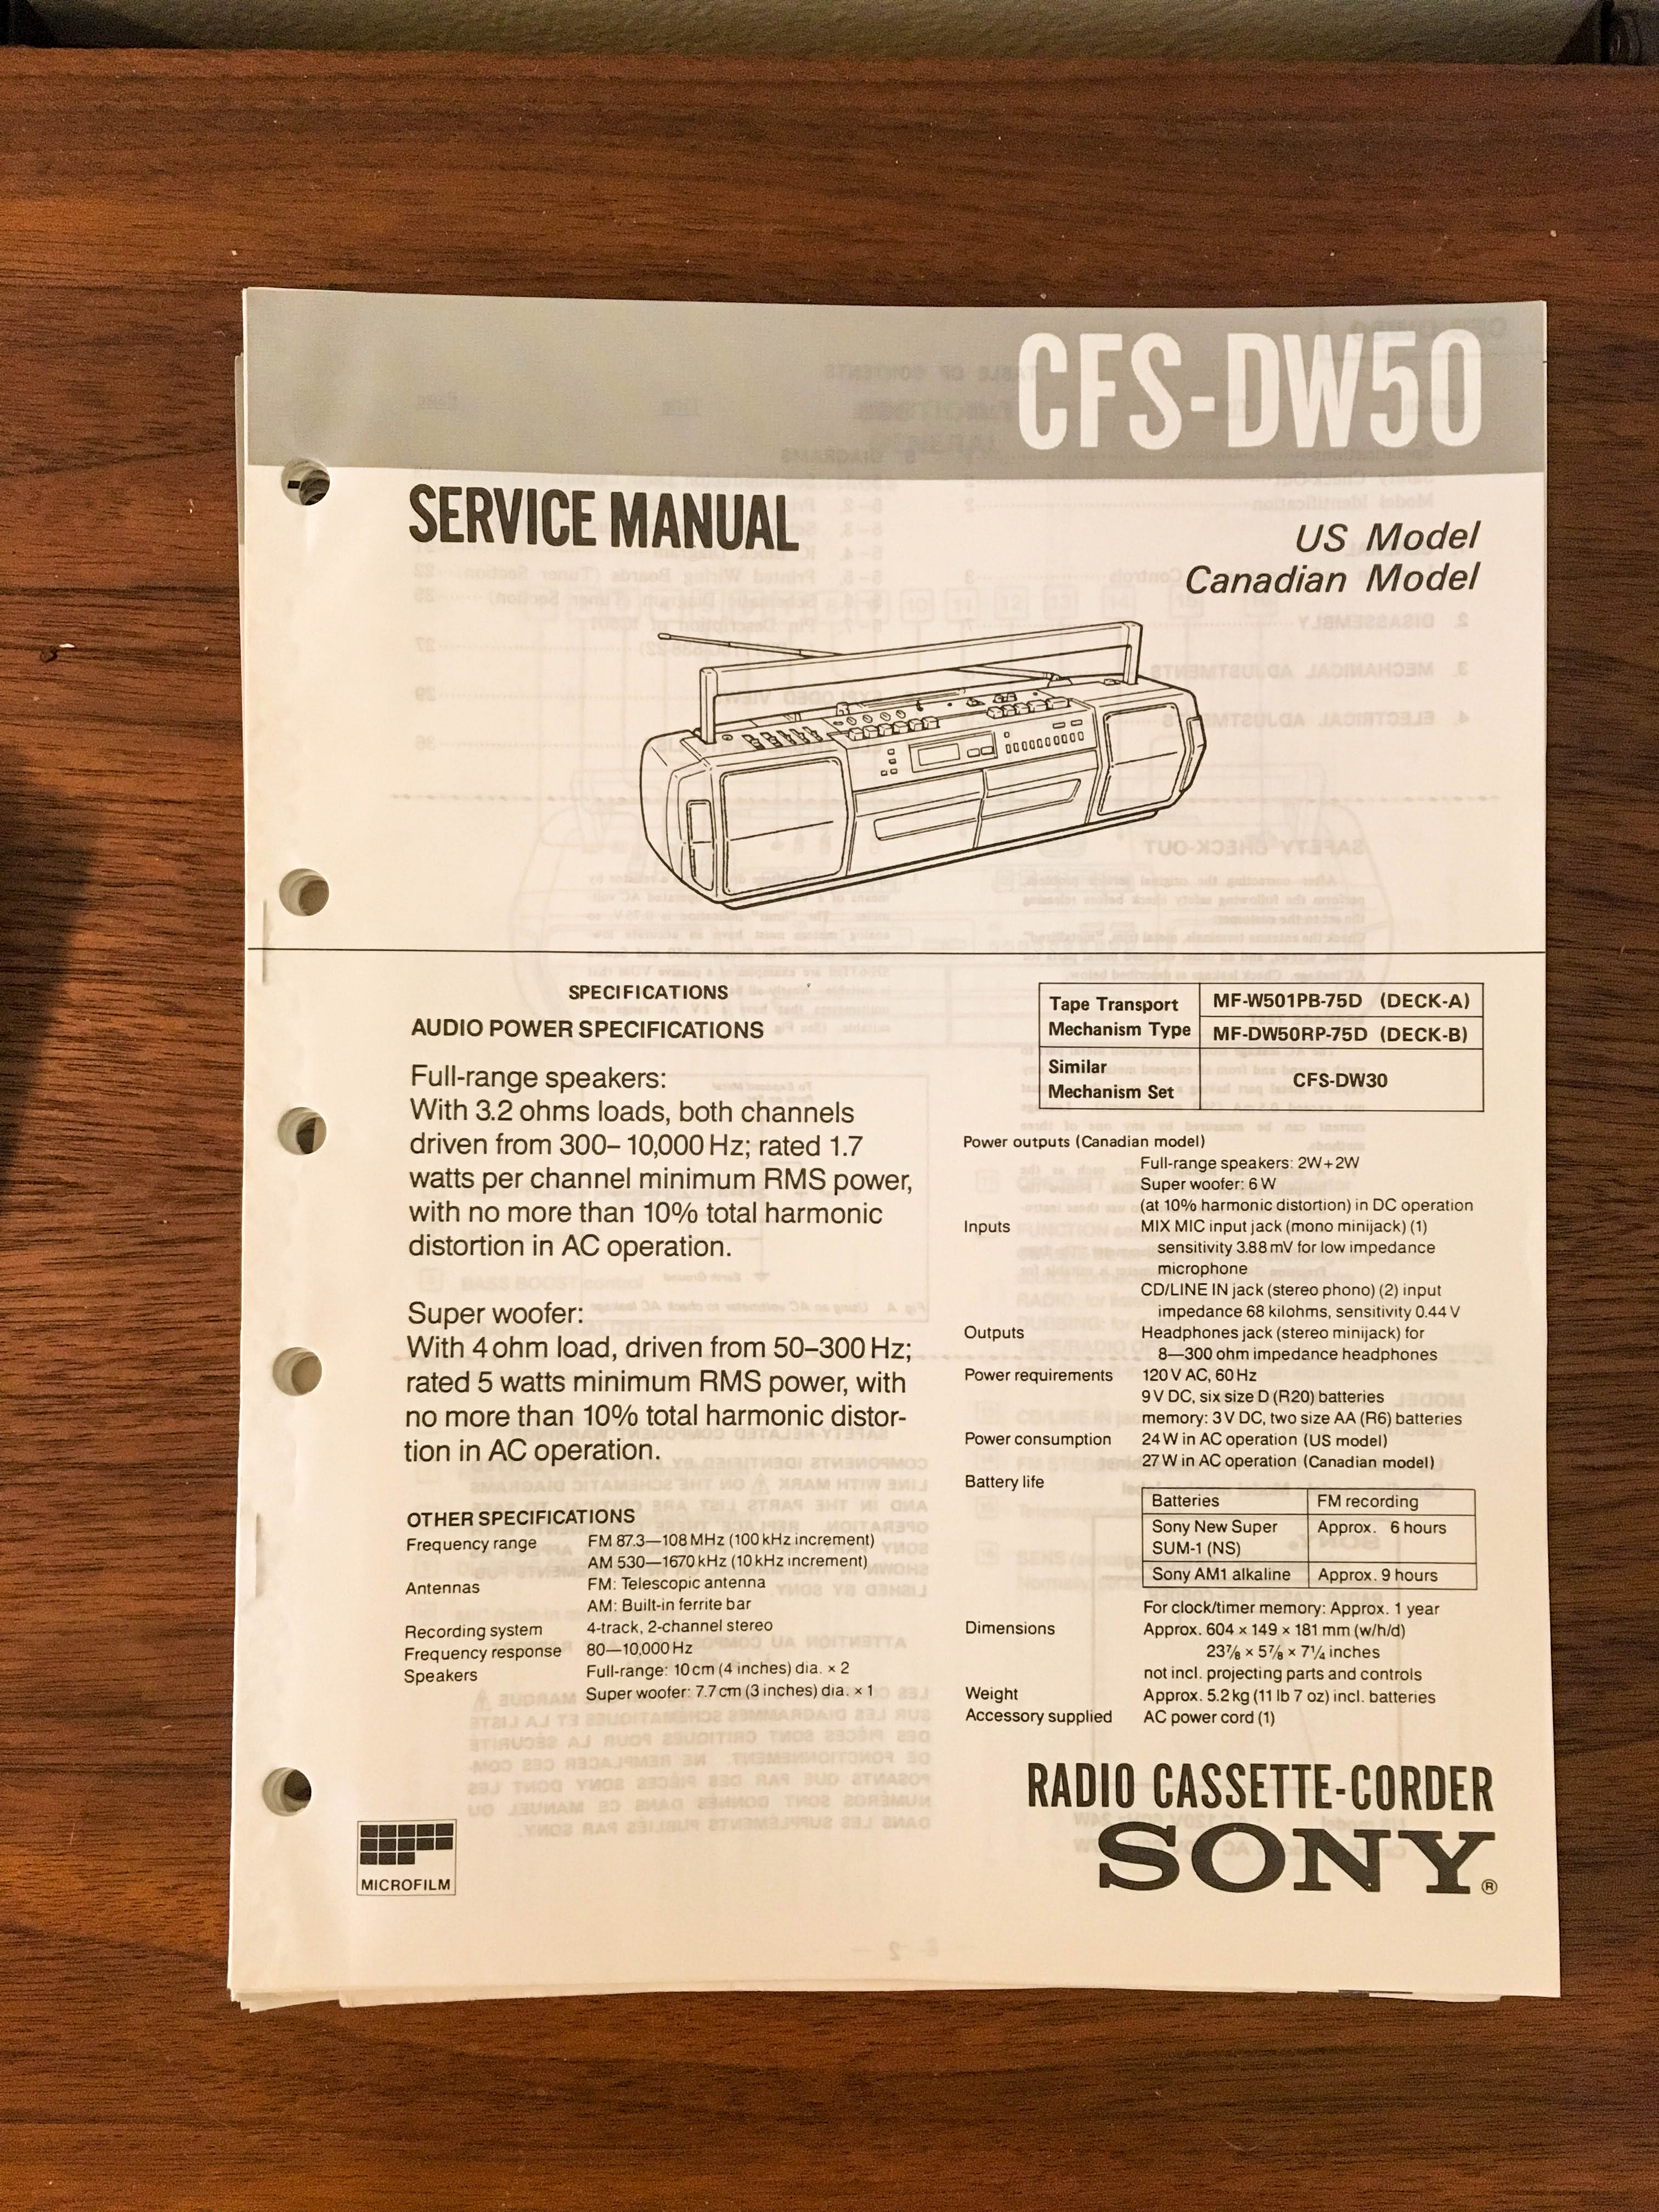 CFS-DW50
SERVICE MANUAL
US Model
Canadian Model
SPECIFICATIONS
AUDIO POWER SPECIFICATIONS
Full-range speakers:
With 3.2 ohms loads, both channels
driven from 300–10,000 Hz; rated 1.7
watts per channel minimum RMS power,
with no more than 10% total harmonic
distortion in AC operation.
Super woofer:
With 4 ohm load, driven from 50–300 Hz;
rated 5 watts minimum RMS power, with
no more than 10% total harmonic distor-
tion in AC operation.
OTHER SPECIFICATIONS
Frequency range FM 87.3—108 MHz (100 kHz increment)
AM 530—1670 kHz (10 kHz increment)
Antennas FM: Telescopic antenna
AM: Built-in ferrite bar
Recording system 4-track, 2-channel stereo
Frequency response 80—10,000 Hz
Speakers Full-range: 10 cm (4 inches) dia. × 2
Super woofer: 7.7 cm (3 inches) dia. × 1
Tape Transport Mechanism Type MF-W501PB-75D (DECK-A)
MF-DW50RP-75D (DECK-B)
Similar Mechanism Set CFS-DW30
Power outputs (Canadian model)
Full-range speakers: 2W+2W
Super woofer: 6 W
(at 10% harmonic distortion) in DC operation
Inputs MIX MIC input jack (mono minijack) (1)
sensitivity 3.88 mV for low impedance
microphone
CD/LINE IN jack (stereo phono) (2) input
impedance 68 kilohms, sensitivity 0.44 V
Outputs Headphones jack (stereo minijack) for
8—300 ohm impedance headphones
Power requirements 120 V AC, 60 Hz
9 V DC, six size D (R20) batteries
memory: 3 V DC, two size AA (R6) batteries
Power consumption 24 W in AC operation (US model)
27 W in AC operation (Canadian model)
Battery life
Batteries FM recording
Sony New Super SUM-1 (NS) Approx. 6 hours
Sony AM1 alkaline Approx. 9 hours
For clock/timer memory: Approx. 1 year
Dimensions Approx. 604 × 149 × 181 mm (w/h/d)
23⅞ × 5⅞ × 7¼ inches
not incl. projecting parts and controls
Weight Approx. 5.2 kg (11 lb 7 oz) incl. batteries
Accessory supplied AC power cord (1)
RADIO CASSETTE-CORDER
SONY®
MICROFILM